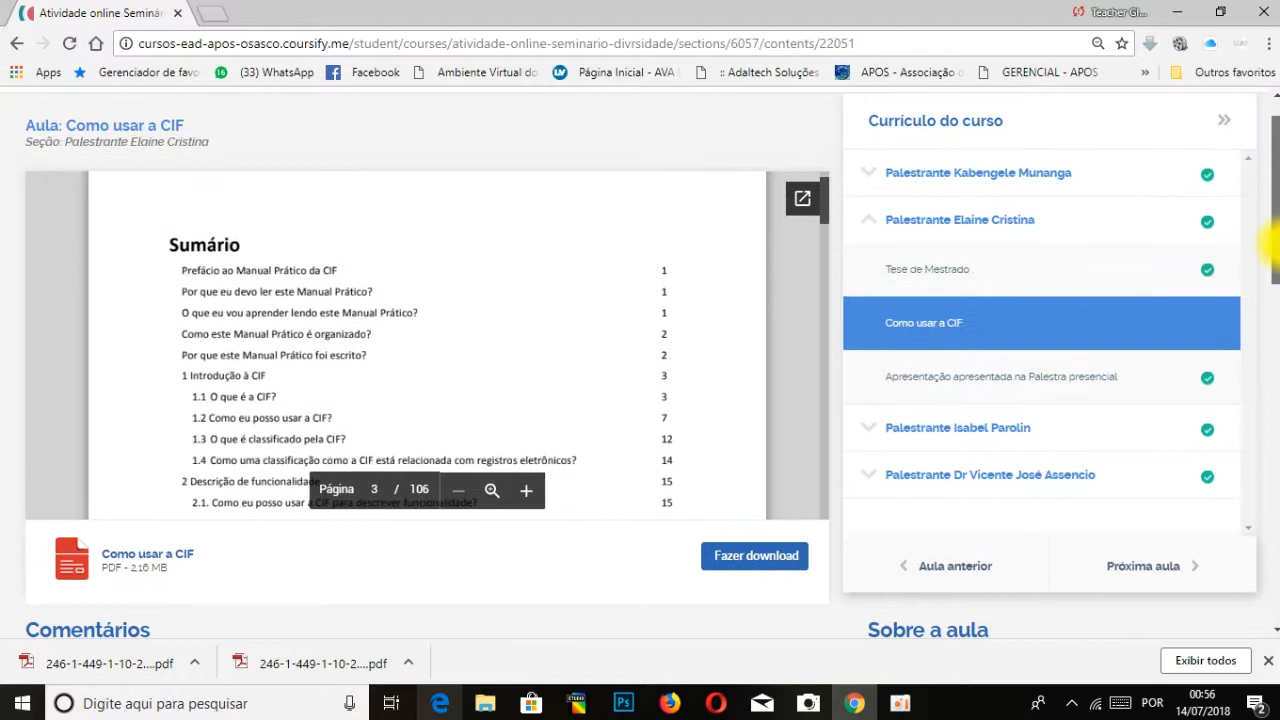 Atividade online Seminár
Teacher Gl...
cursos-ead-apos-osasco.coursify.me/student/courses/atividade-online-seminario-divrsidade/sections/6057/contents/22051
Apps
Gerenciador de favo
(33) WhatsApp
Facebook
Ambiente Virtual do
Página Inicial - AVA
:: Adaltech Soluções
APOS - Associação d
GERENCIAL - APOS
Outros favoritos
Aula: Como usar a CIF
Seção: Palestrante Elaine Cristina
Sumário
Prefácio ao Manual Prático da CIF 1
Por que eu devo ler este Manual Prático? 1
O que eu vou aprender lendo este Manual Prático? 1
Como este Manual Prático é organizado? 2
Por que este Manual Prático foi escrito? 2
1 Introdução à CIF 3
1.1 O que é a CIF? 3
1.2 Como eu posso usar a CIF? 7
1.3 O que é classificado pela CIF? 12
1.4 Como uma classificação como a CIF está relacionada com registros eletrônicos? 14
2 Descrição de funcionalidade 15
2.1. Como eu posso usar a CIF para descrever funcionalidade? 15
Página 3 / 106
Como usar a CIF
PDF - 2,16 MB
Fazer download
Comentários
Currículo do curso
Palestrante Kabengele Munanga
Palestrante Elaine Cristina
Tese de Mestrado
Como usar a CIF
Apresentação apresentada na Palestra presencial
Palestrante Isabel Parolin
Palestrante Dr Vicente José Assencio
Aula anterior
Próxima aula
Sobre a aula
246-1-449-1-10-2....pdf
246-1-449-1-10-2....pdf
Exibir todos
Digite aqui para pesquisar
POR
00:56
14/07/2018
2